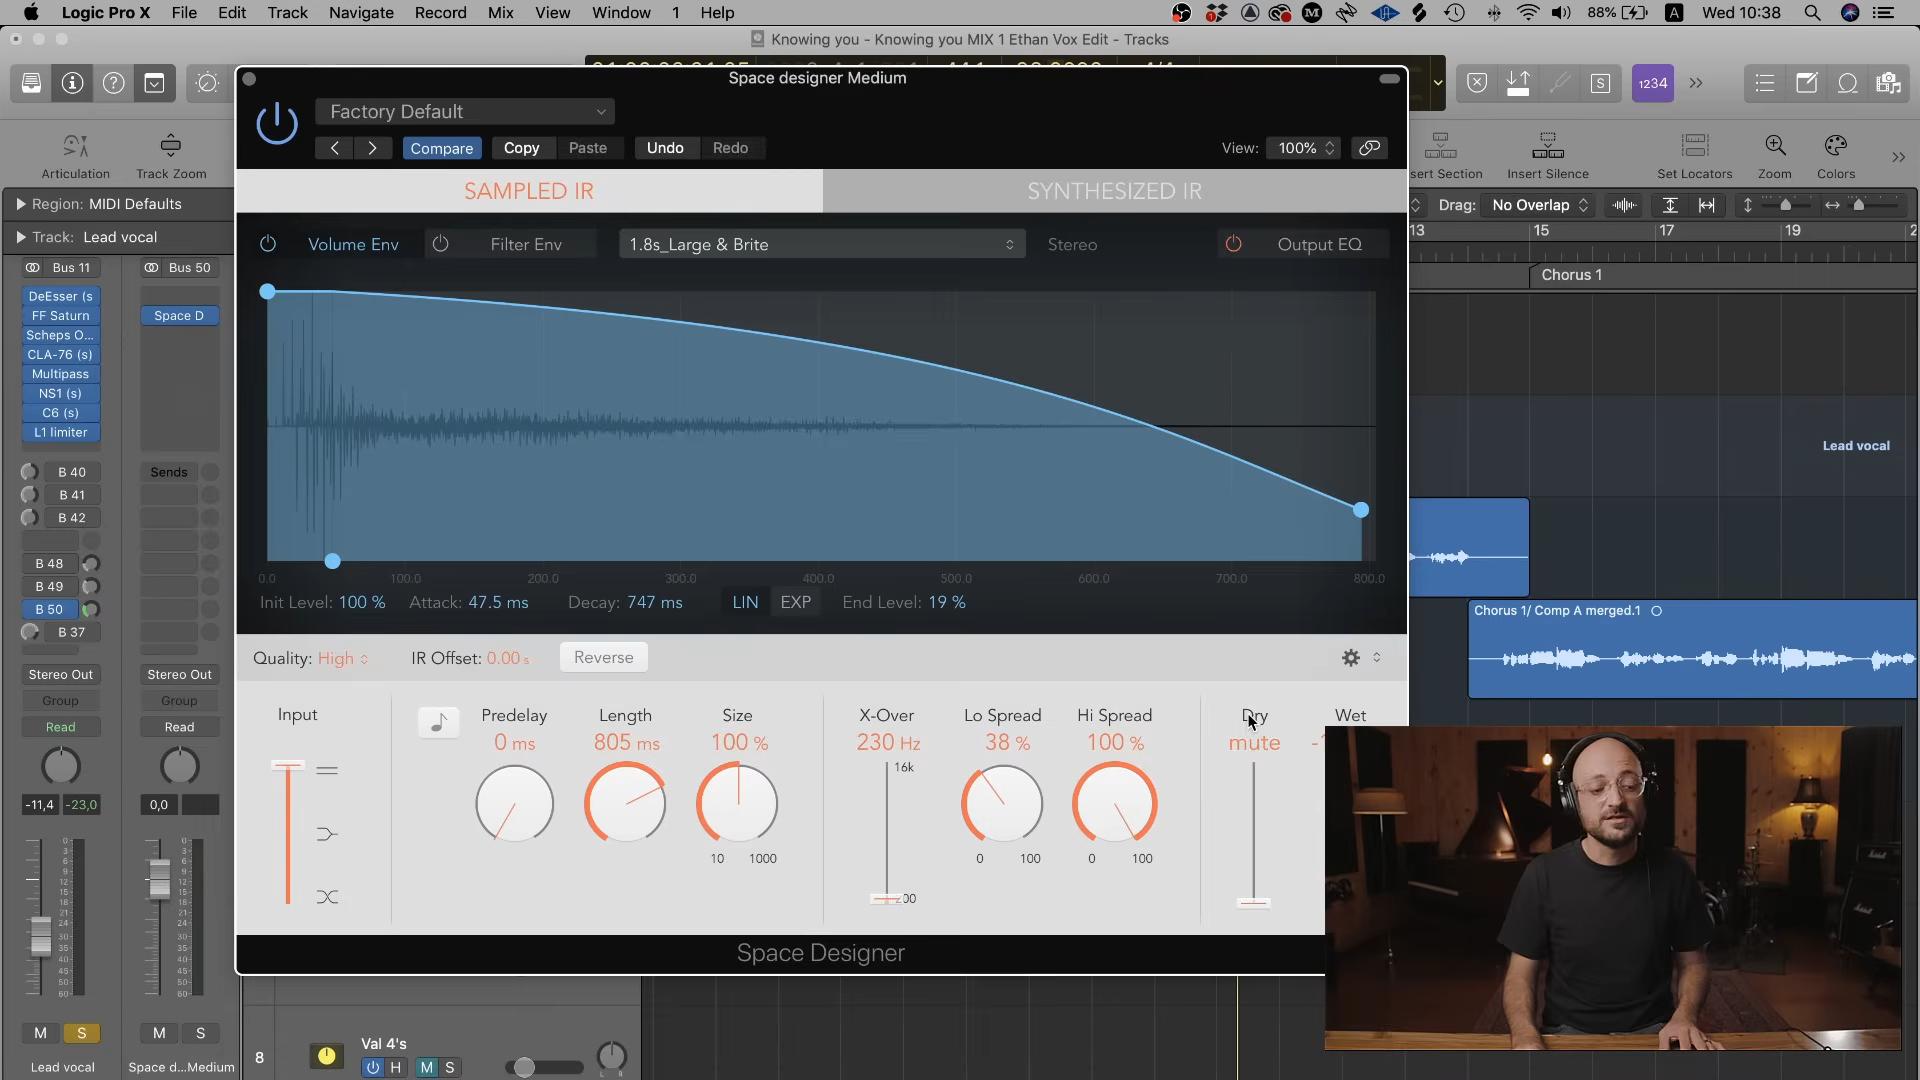 Logic Pro X File Edit Track Navigate Record Mix View Window 1 Help
88% A Wed 10:38
Knowing you - Knowing you MIX 1 Ethan Vox Edit - Tracks
Space designer Medium
1234
Factory Default
Compare Copy Paste Undo Redo
View: 100%
Articulation Track Zoom
Insert Silence Set Locators Zoom Colors
SAMPLED IR SYNTHESIZED IR
Region: MIDI Defaults
Drag: No Overlap
Track: Lead vocal
13 15 17 19
Volume Env Filter Env 1.8s_Large & Brite Stereo Output EQ
Chorus 1
Bus 11 Bus 50
DeEsser (s
FF Saturn Space D
Scheps O...
CLA-76 (s)
Multipass
NS1 (s)
C6 (s)
L1 limiter
Lead vocal
B 40 Sends
B 41
B 42
B 48
B 49
B 50
B 37
0.0 100.0 200.0 300.0 400.0 500.0 600.0 700.0 800.0
Init Level: 100 % Attack: 47.5 ms Decay: 747 ms LIN EXP End Level: 19 %
Chorus 1/ Comp A merged.1
Quality: High IR Offset: 0.00 s Reverse
Stereo Out Stereo Out
Group Group
Read Read
Input Predelay Length Size X-Over Lo Spread Hi Spread Dry Wet
0 ms 805 ms 100 % 230 Hz 38 % 100 % mute
16k
-11,4 -23,0 0,0
10 1000 0 100 0 100
Space Designer
M S M S
Lead vocal Space d...Medium
8 Val 4's
H M S
L R